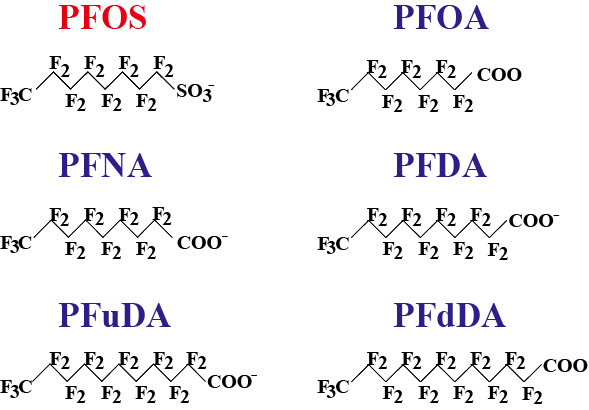 PFOS
F2 F2 F2 F2
F3C F2 F2 F2 SO3-
PFOA
F2 F2 F2 COO
F3C F2 F2 F2
PFNA
F2 F2 F2 F2
F3C F2 F2 F2 COO-
PFDA
F2 F2 F2 F2 COO-
F3C F2 F2 F2 F2
PFuDA
F2 F2 F2 F2 F2
F3C F2 F2 F2 F2 COO-
PFdDA
F2 F2 F2 F2 F2 COO
F3C F2 F2 F2 F2 F2